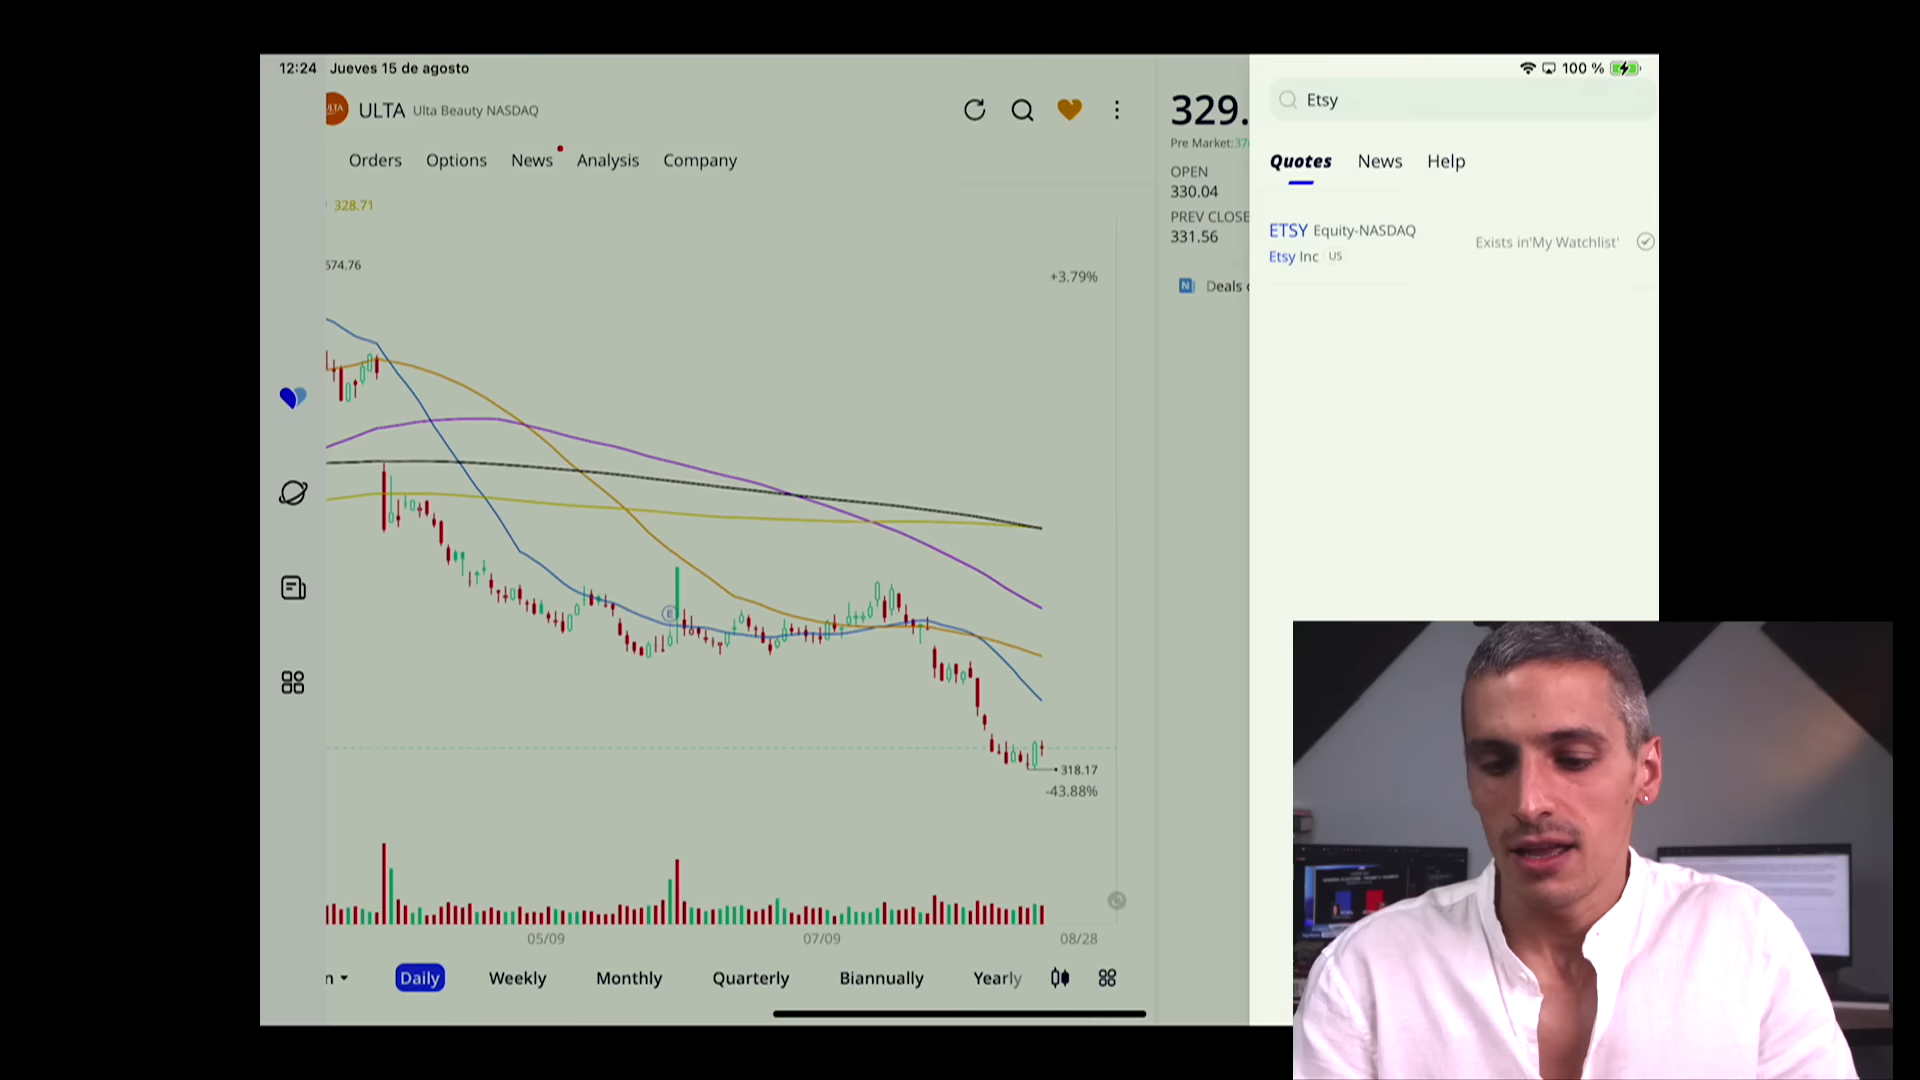 12:24 Jueves 15 de agosto
100 %
ULTA
ULTA Ulta Beauty NASDAQ
Orders Options News Analysis Company
328.71
574.76
+3.79%
318.17
-43.88%
05/09 07/09 08/28
Daily Weekly Monthly Quarterly Biannually Yearly
329.
Pre Market:
OPEN
330.04
PREV CLOSE
331.56
N Deals
Etsy
Quotes News Help
ETSY Equity-NASDAQ
Etsy Inc US
Exists in'My Watchlist'
E